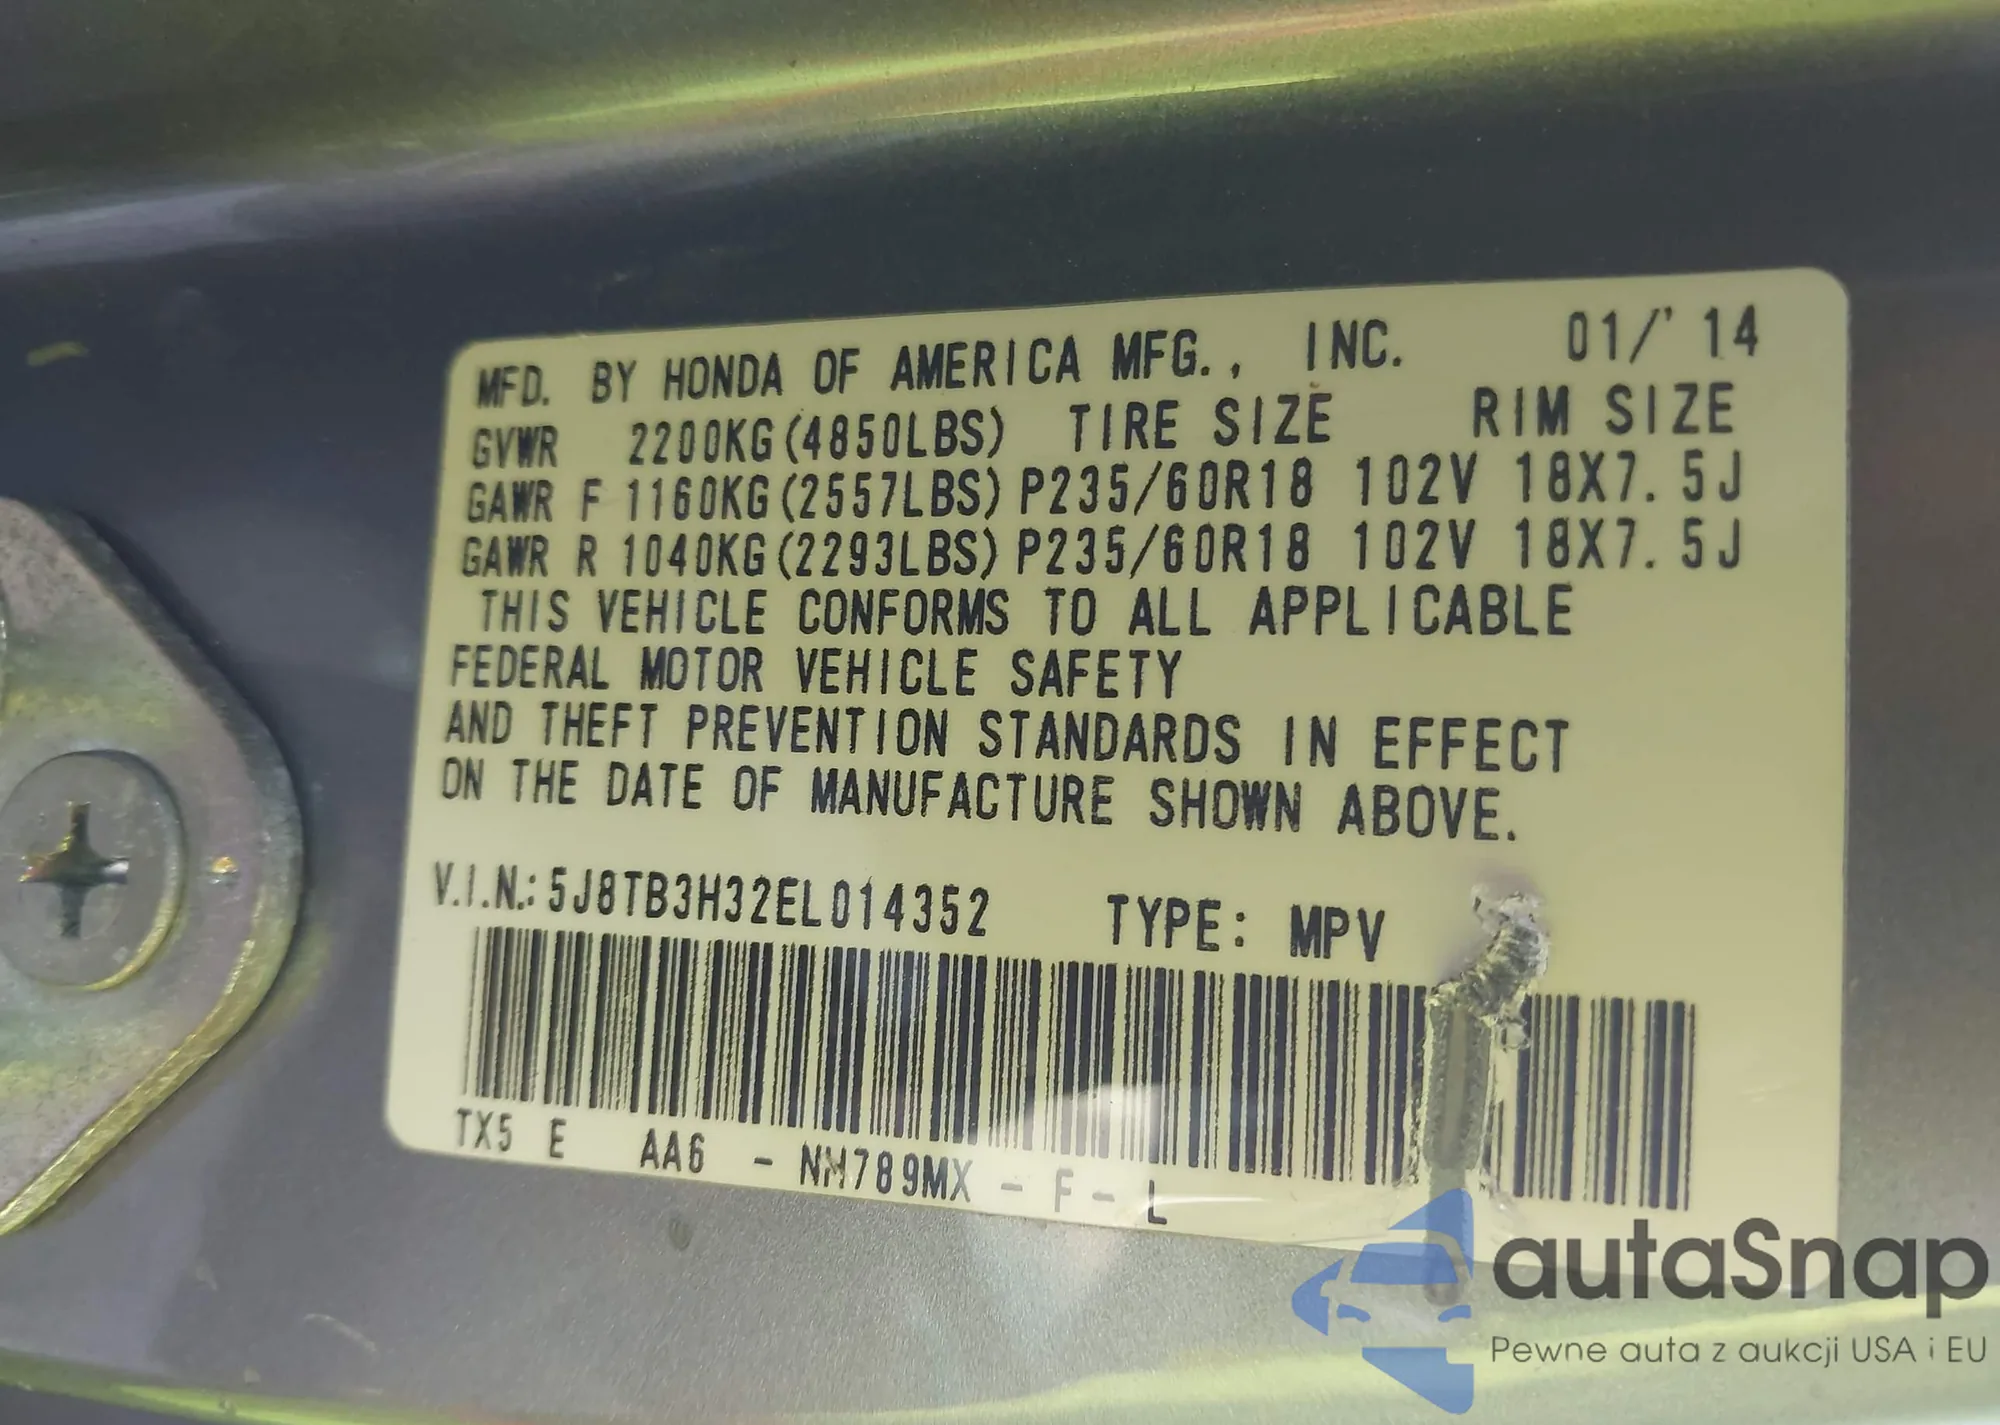 MFD. BY HONDA OF AMERICA MFG., INC. 01/'14
GVWR 2200KG(4850LBS) TIRE SIZE RIM SIZE
GAWR F 1160KG(2557LBS) P235/60R18 102V 18X7.5J
GAWR R 1040KG(2293LBS) P235/60R18 102V 18X7.5J
THIS VEHICLE CONFORMS TO ALL APPLICABLE
FEDERAL MOTOR VEHICLE SAFETY
AND THEFT PREVENTION STANDARDS IN EFFECT
ON THE DATE OF MANUFACTURE SHOWN ABOVE.
V.I.N.: 5J8TB3H32EL014352 TYPE: MPV
TX5 E AA6 - NH789MX - F - L
autaSnap
Pewne auta z aukcji USA i EU